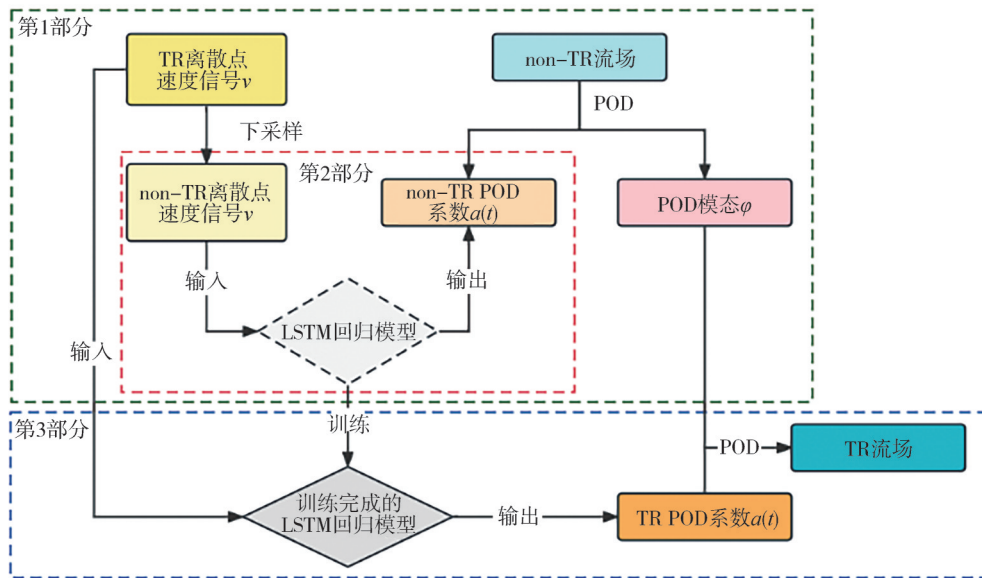 第1部分
TR离散点
速度信号v
non-TR流场
POD
下采样
第2部分
non-TR离散点
速度信号v
non-TR POD
系数a(t)
POD模态φ
输入
输出
LSTM回归模型
输入
训练
第3部分
POD
TR流场
训练完成的
LSTM回归模型
输出
TR POD系数a(t)